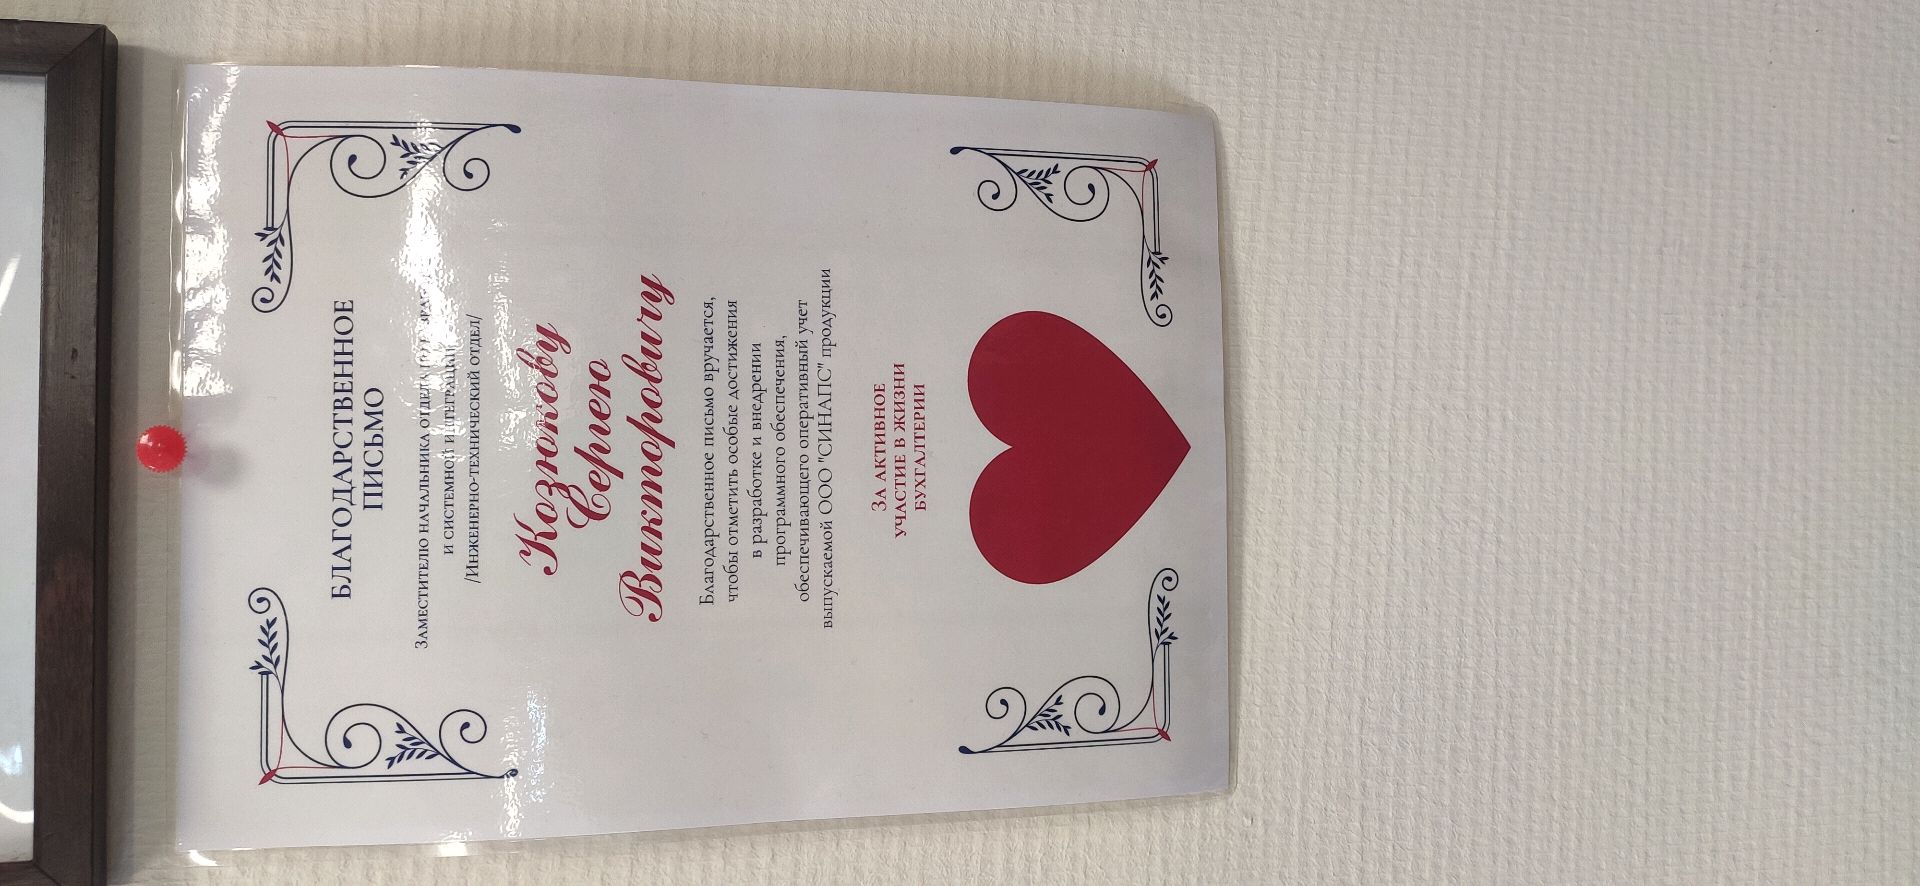 БЛАГОДАРСТВЕННОЕ
ПИСЬМО
Заместителю начальника отдела по
и системной интеграции
/Инженерно-технический отдел/
Козюкову
Сергею
Викторовичу
Благодарственное письмо вручается,
чтобы отметить особые достижения
в разработке и внедрении
программного обеспечения,
обеспечивающего оперативный учет
выпускаемой ООО "СИНАПС" продукции
За активное
участие в жизни
бухгалтерии